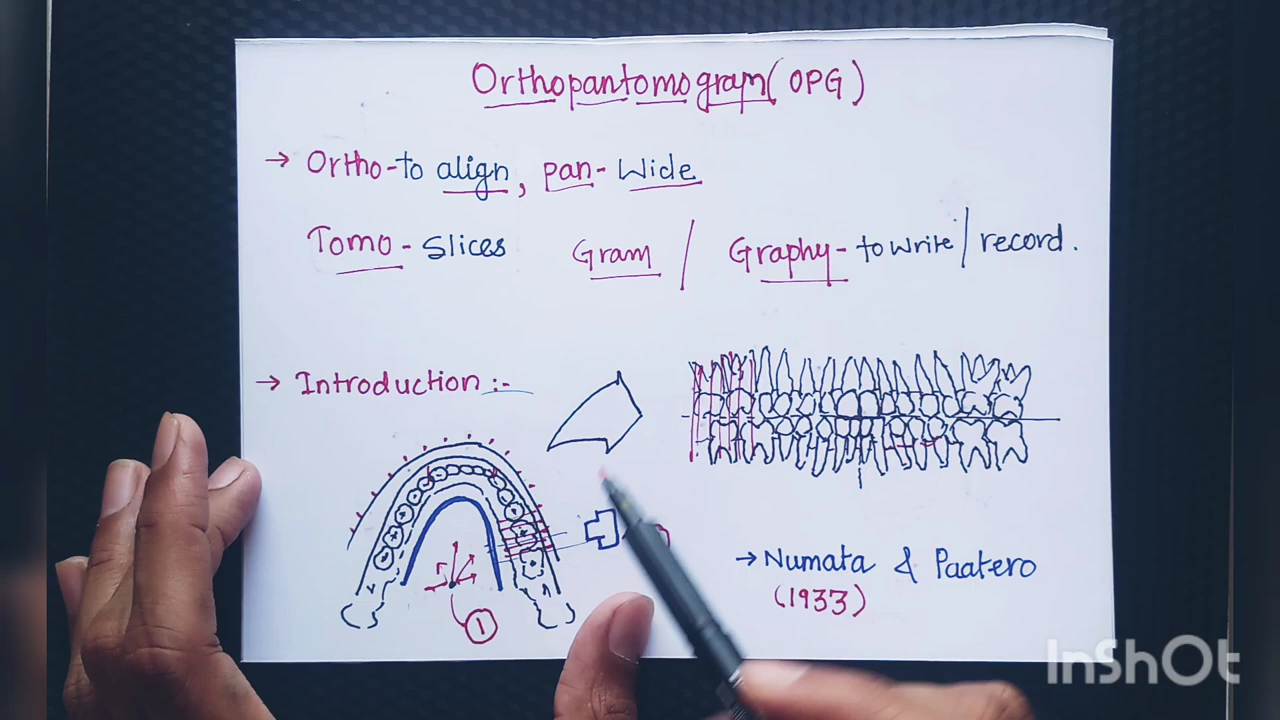 Orthopantomogram (OPG)
→ Ortho - to align, pan - Wide
Tomo - Slices Gram / Graphy - to write / record.
→ Introduction :-
1
→ Numata & Paatero
(1933)
InShOt